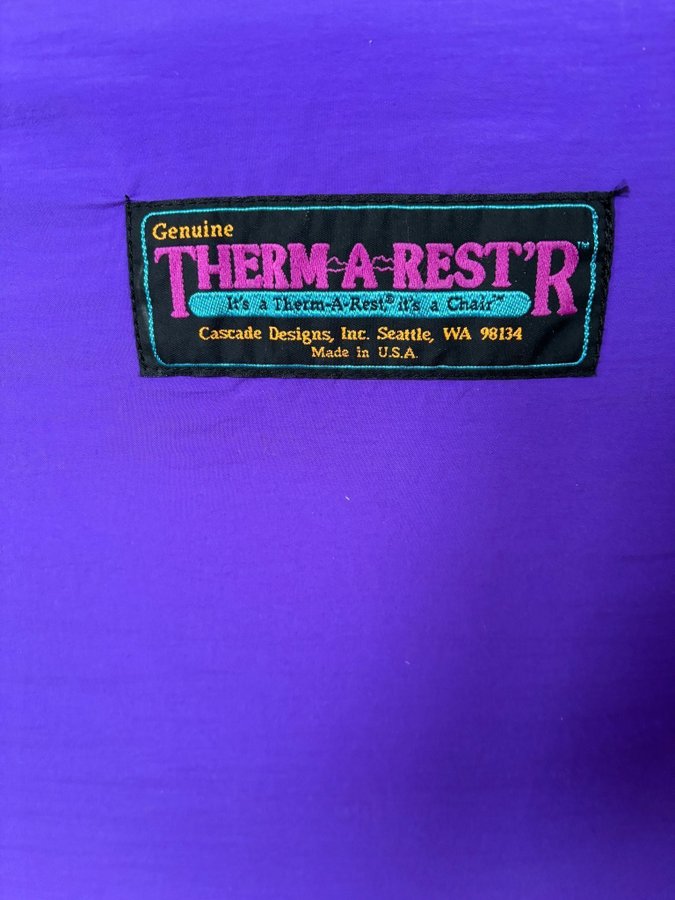 Genuine
THERM-A-REST'R™
It's a Therm-A-Rest® it's a Chair™
Cascade Designs, Inc. Seattle, WA 98134
Made in U.S.A.